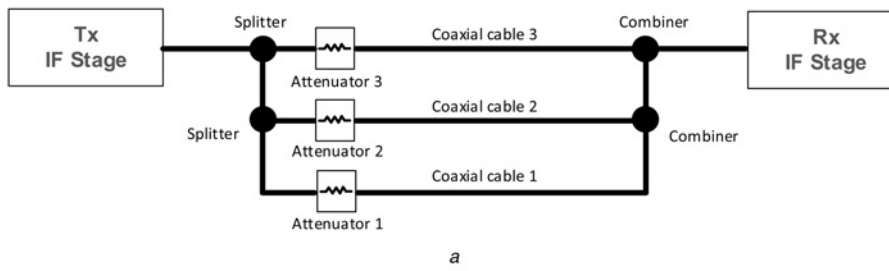 Tx
IF Stage
Splitter
Coaxial cable 3
Combiner
Rx
IF Stage
Attenuator 3
Coaxial cable 2
Splitter
Combiner
Attenuator 2
Coaxial cable 1
Attenuator 1
a